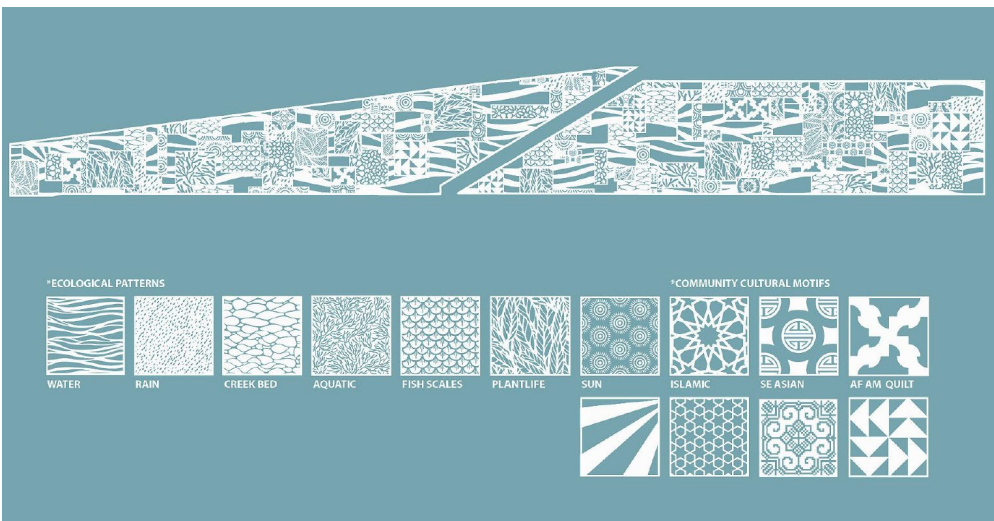 *ECOLOGICAL PATTERNS
*COMMUNITY CULTURAL MOTIFS
WATER
RAIN
CREEK BED
AQUATIC
FISH SCALES
PLANTLIFE
SUN
ISLAMIC
SE ASIAN
AF AM QUILT